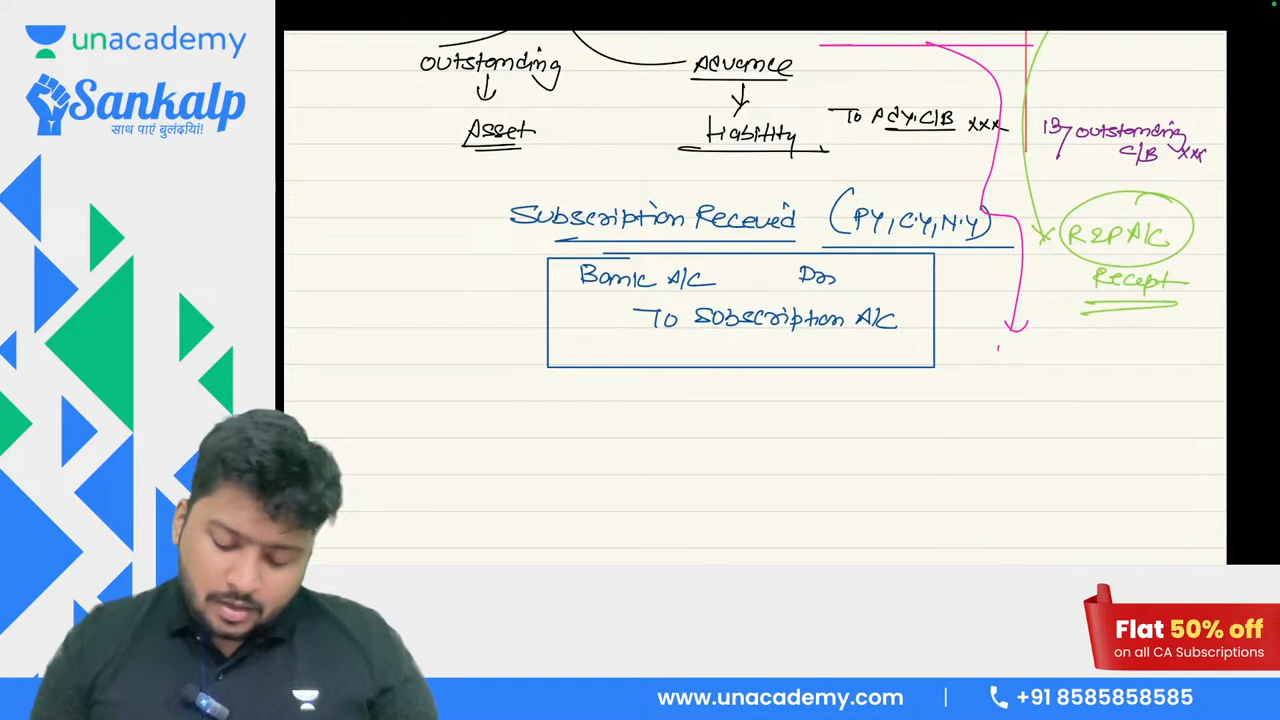 unacademy
Sankalp
साथ पाएं बुलंदियां!
Outstanding
Asset
Advance
Liability
To Adv. C/B xxx
By Outstanding
C/B xxx
Subscription Received (P.Y, C.Y, N.Y)
R&P A/C
Receipt
Bank A/C Dr
To Subscription A/C
Flat 50% off
on all CA Subscriptions
www.unacademy.com | +91 8585858585